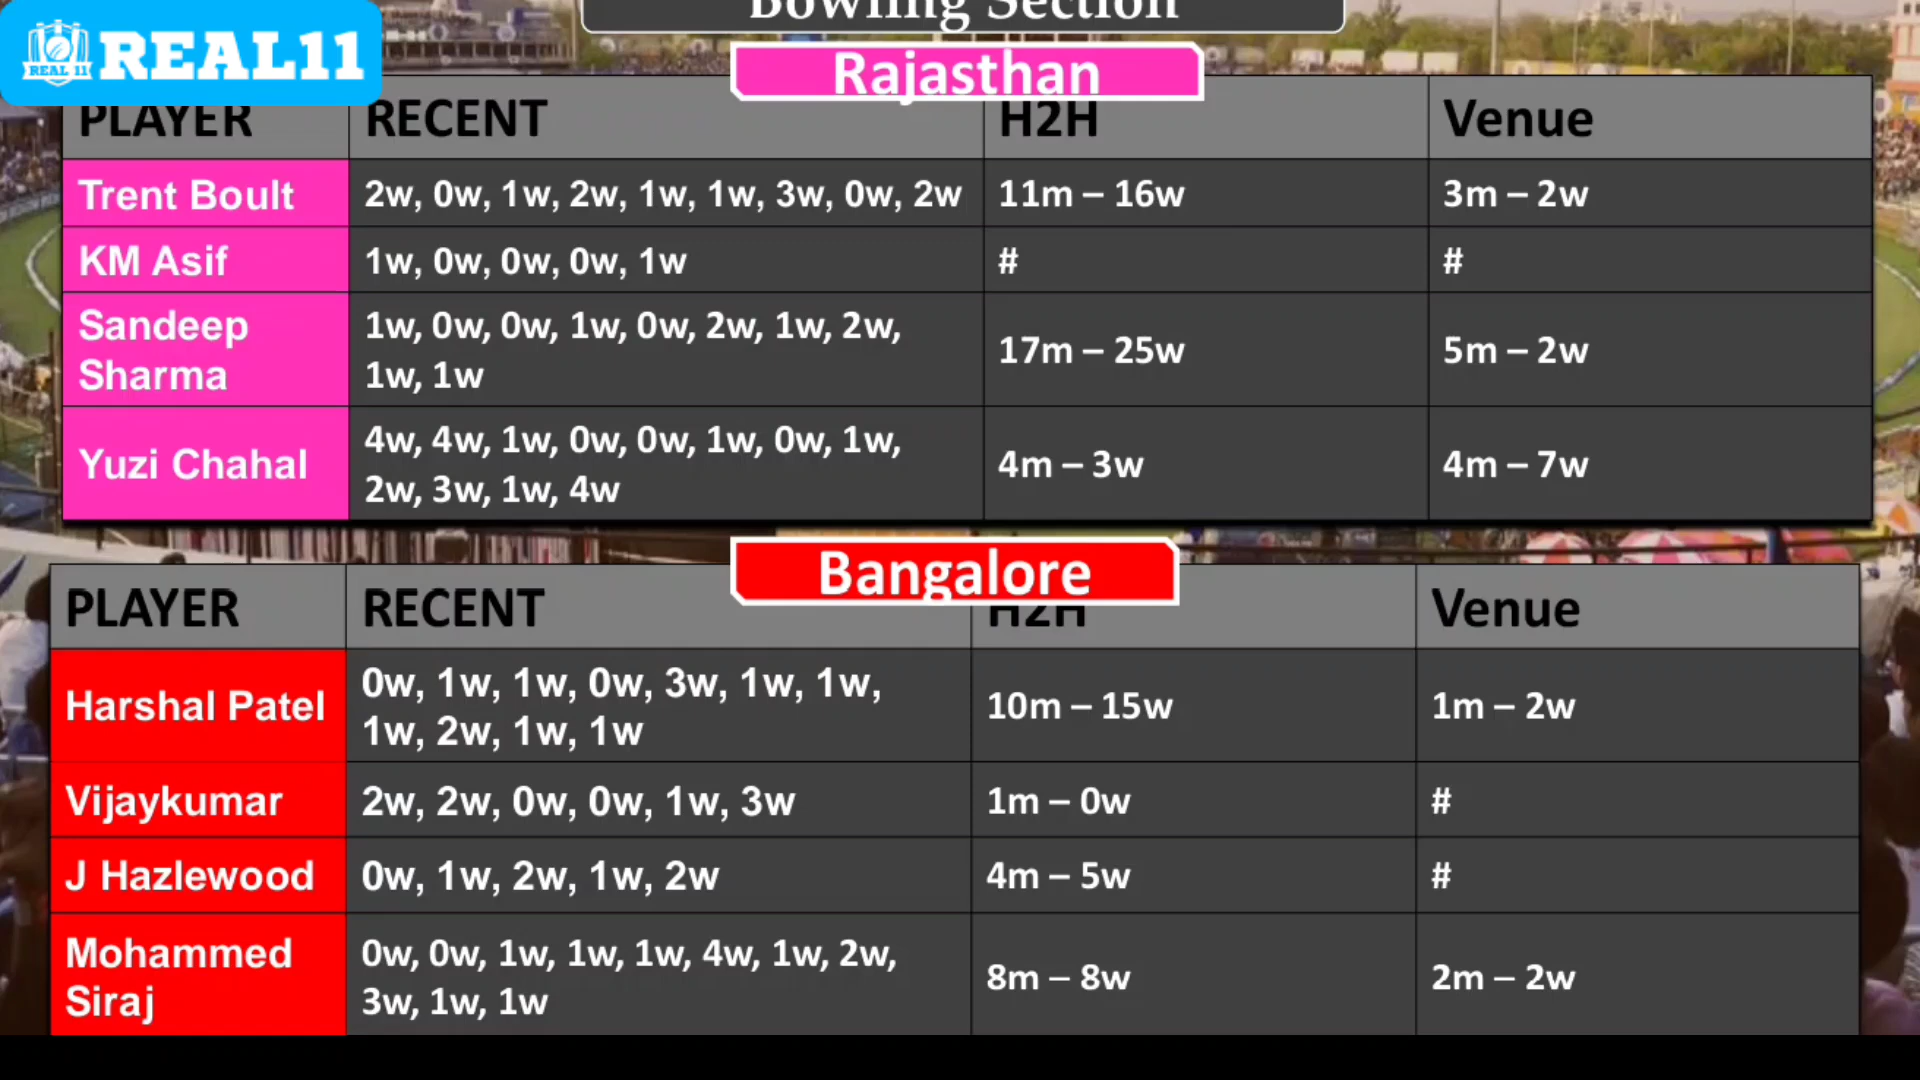 Bowling Section
REAL 11
REAL11
Rajasthan
PLAYER RECENT H2H Venue
Trent Boult 2w, 0w, 1w, 2w, 1w, 1w, 3w, 0w, 2w 11m – 16w 3m – 2w
KM Asif 1w, 0w, 0w, 0w, 1w # #
Sandeep Sharma 1w, 0w, 0w, 1w, 0w, 2w, 1w, 2w,
1w, 1w 17m – 25w 5m – 2w
Yuzi Chahal 4w, 4w, 1w, 0w, 0w, 1w, 0w, 1w,
2w, 3w, 1w, 4w 4m – 3w 4m – 7w
Bangalore
PLAYER RECENT H2H Venue
Harshal Patel 0w, 1w, 1w, 0w, 3w, 1w, 1w,
1w, 2w, 1w, 1w 10m – 15w 1m – 2w
Vijaykumar 2w, 2w, 0w, 0w, 1w, 3w 1m – 0w #
J Hazlewood 0w, 1w, 2w, 1w, 2w 4m – 5w #
Mohammed Siraj 0w, 0w, 1w, 1w, 1w, 4w, 1w, 2w,
3w, 1w, 1w 8m – 8w 2m – 2w